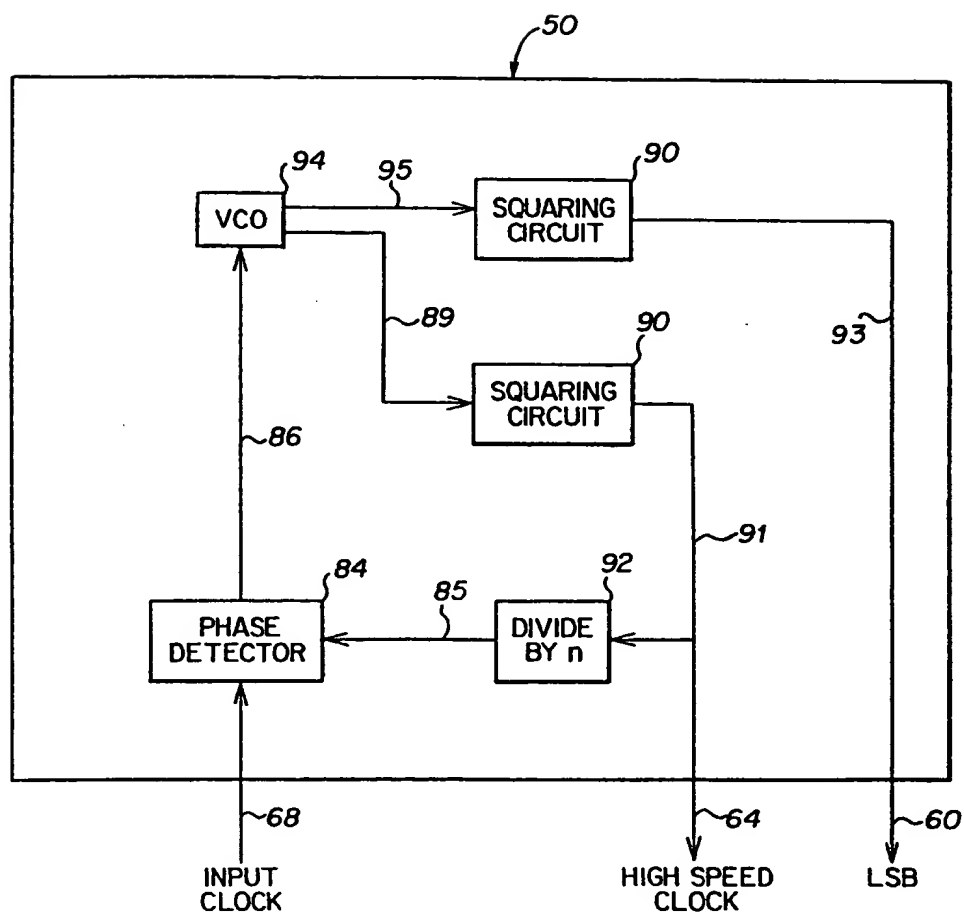 50
94
VCO
95
90
SQUARING
CIRCUIT
89
93
90
SQUARING
CIRCUIT
86
91
84
PHASE
DETECTOR
85
92
DIVIDE
BY n
68
64
60
INPUT
CLOCK
HIGH SPEED
CLOCK
LSB